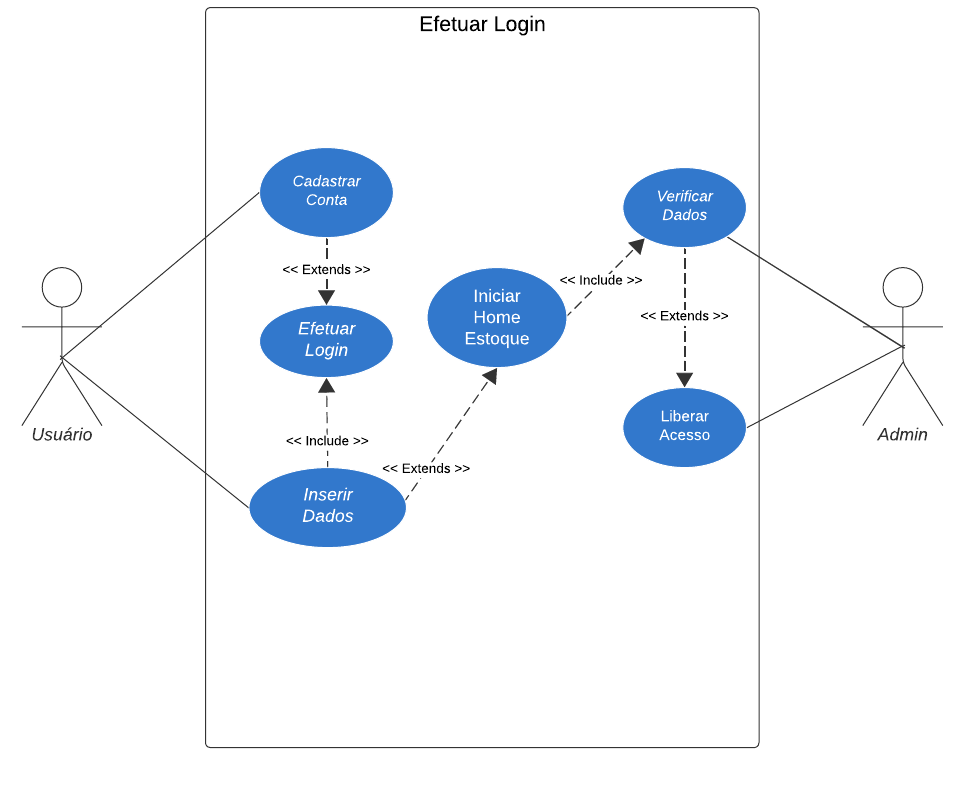 Efetuar Login
Cadastrar
Conta
Verificar
Dados
<< Extends >>
<< Include >>
Iniciar
Home
Estoque
<< Extends >>
Efetuar
Login
Liberar
Acesso
Usuário
Admin
<< Include >>
<< Extends >>
Inserir
Dados